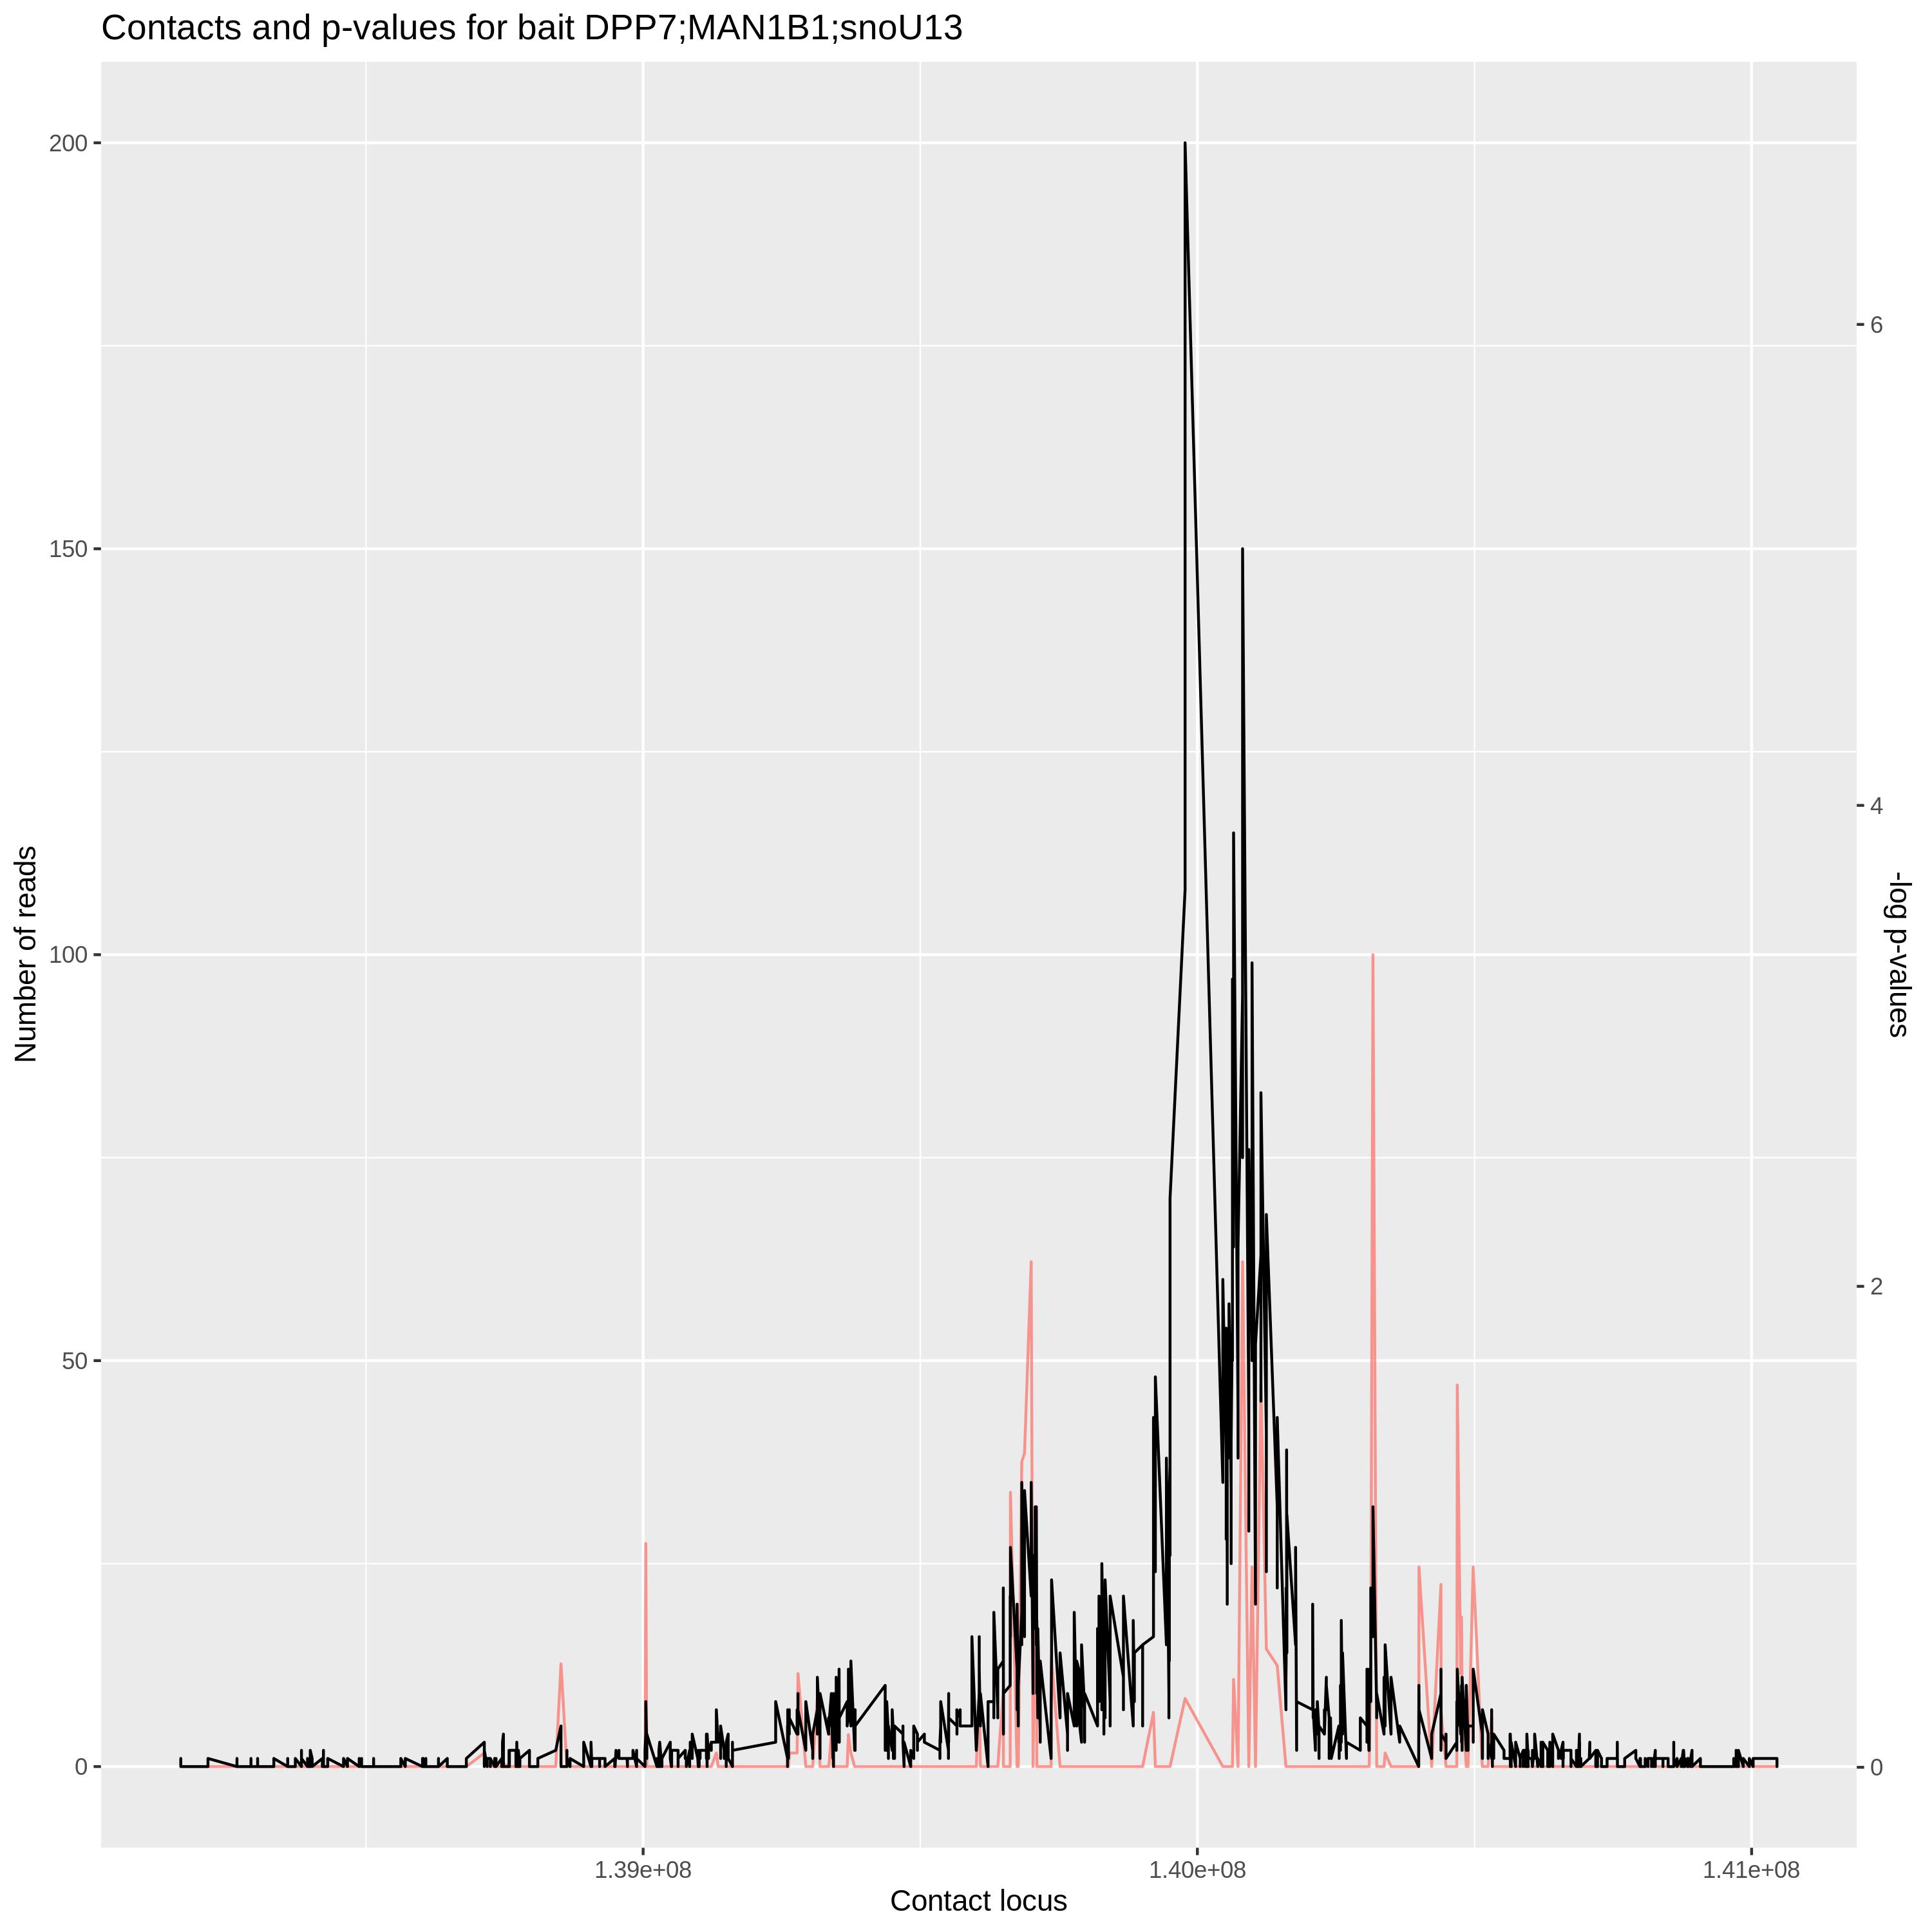 Contacts and p-values for bait DPP7;MAN1B1;snoU13
200
150
100
50
0
Number of reads
6
4
2
0
-log p-values
1.39e+08
1.40e+08
1.41e+08
Contact locus